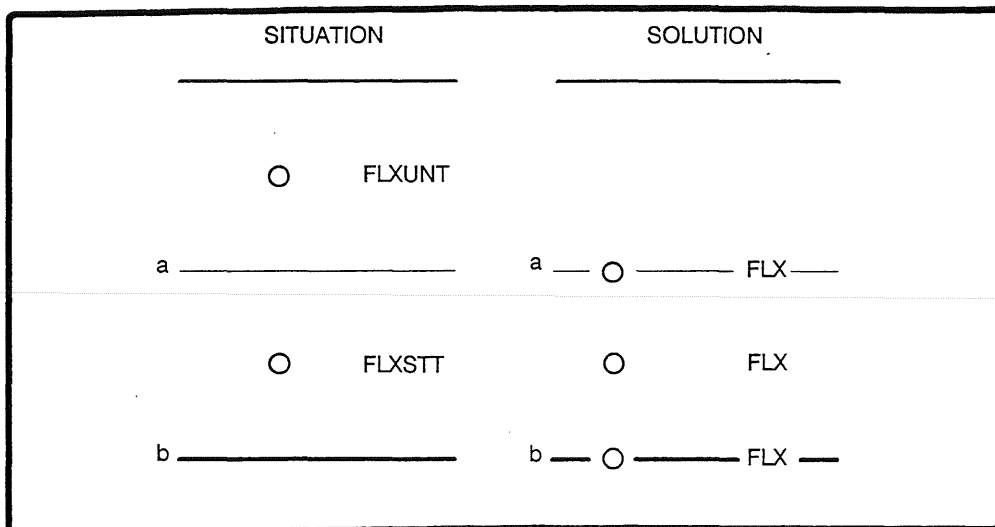 SITUATION SOLUTION
FLXUNT
a a FLX
FLXSTT FLX
b b FLX